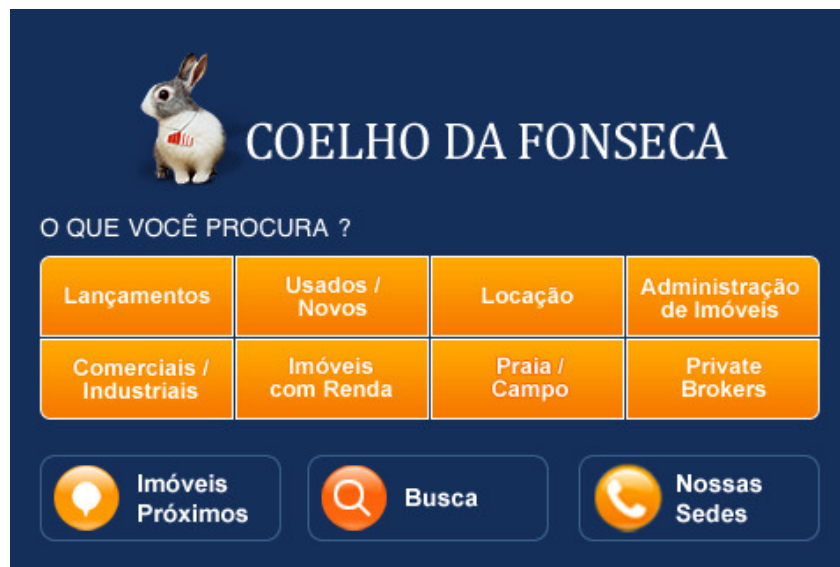 COELHO DA FONSECA
O QUE VOCÊ PROCURA ?
Lançamentos
Usados /
Novos
Locação
Administração
de Imóveis
Comerciais /
Industriais
Imóveis
com Renda
Praia /
Campo
Private
Brokers
Imóveis
Próximos
Busca
Nossas
Sedes